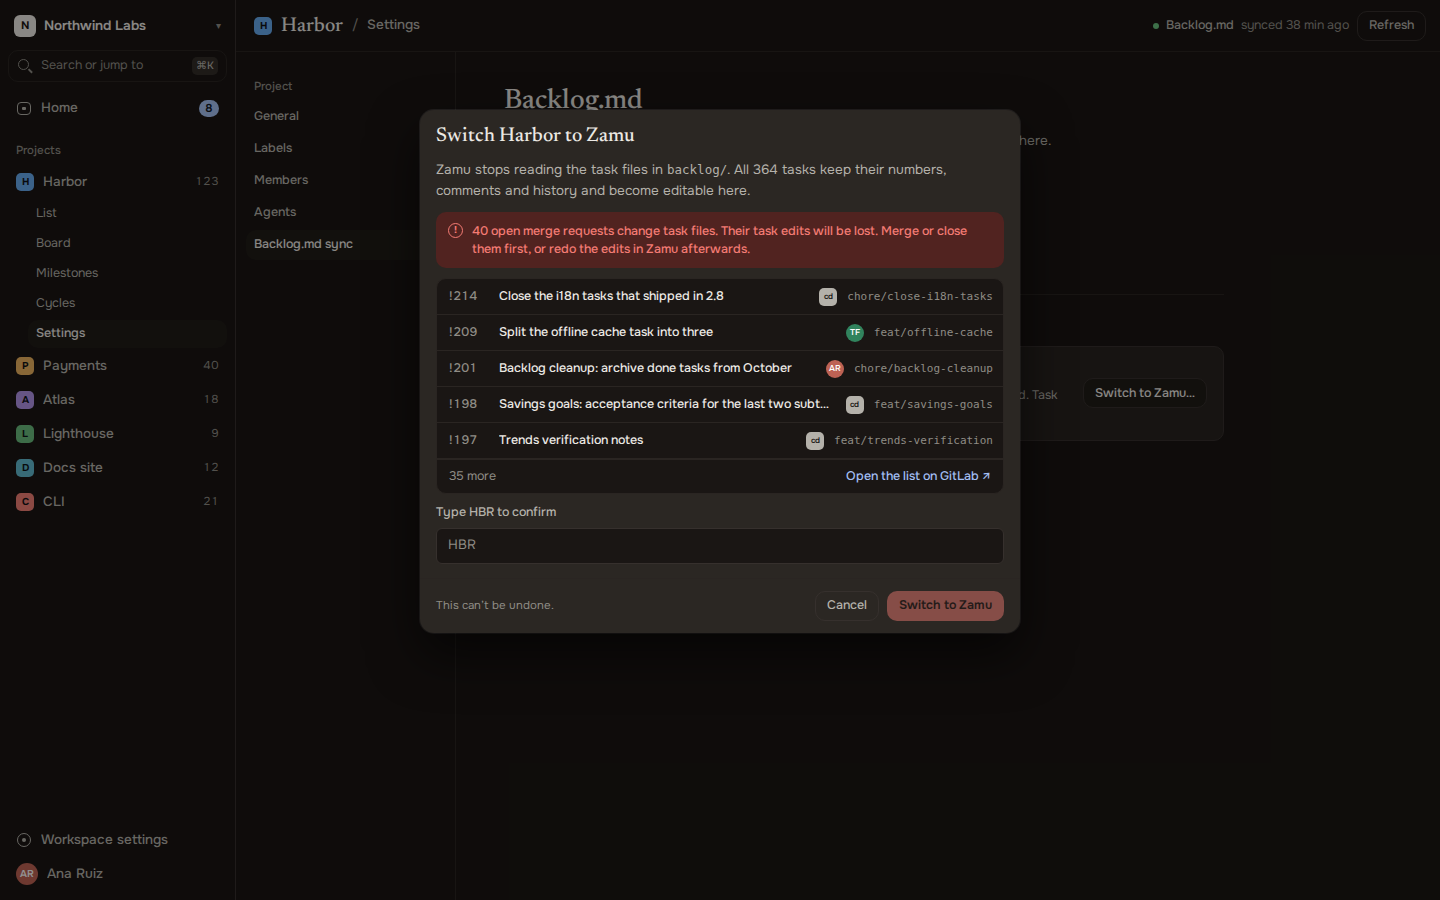 N Northwind Labs
Search or jump to ⌘K
Home 8
Projects
H Harbor 123
List
Board
Milestones
Cycles
Settings
P Payments 40
A Atlas 18
L Lighthouse 9
D Docs site 12
C CLI 21
Workspace settings
AR Ana Ruiz
H Harbor / Settings
Backlog.md synced 38 min ago Refresh
Project
General
Labels
Members
Agents
Backlog.md sync
Backlog.md
here.
d. Task Switch to Zamu...
Switch Harbor to Zamu
Zamu stops reading the task files in backlog/. All 364 tasks keep their numbers,
comments and history and become editable here.
40 open merge requests change task files. Their task edits will be lost. Merge or close
them first, or redo the edits in Zamu afterwards.
!214 Close the i18n tasks that shipped in 2.8 cd chore/close-i18n-tasks
!209 Split the offline cache task into three TF feat/offline-cache
!201 Backlog cleanup: archive done tasks from October AR chore/backlog-cleanup
!198 Savings goals: acceptance criteria for the last two subt... cd feat/savings-goals
!197 Trends verification notes cd feat/trends-verification
35 more Open the list on GitLab ↗
Type HBR to confirm
HBR
This can't be undone. Cancel Switch to Zamu